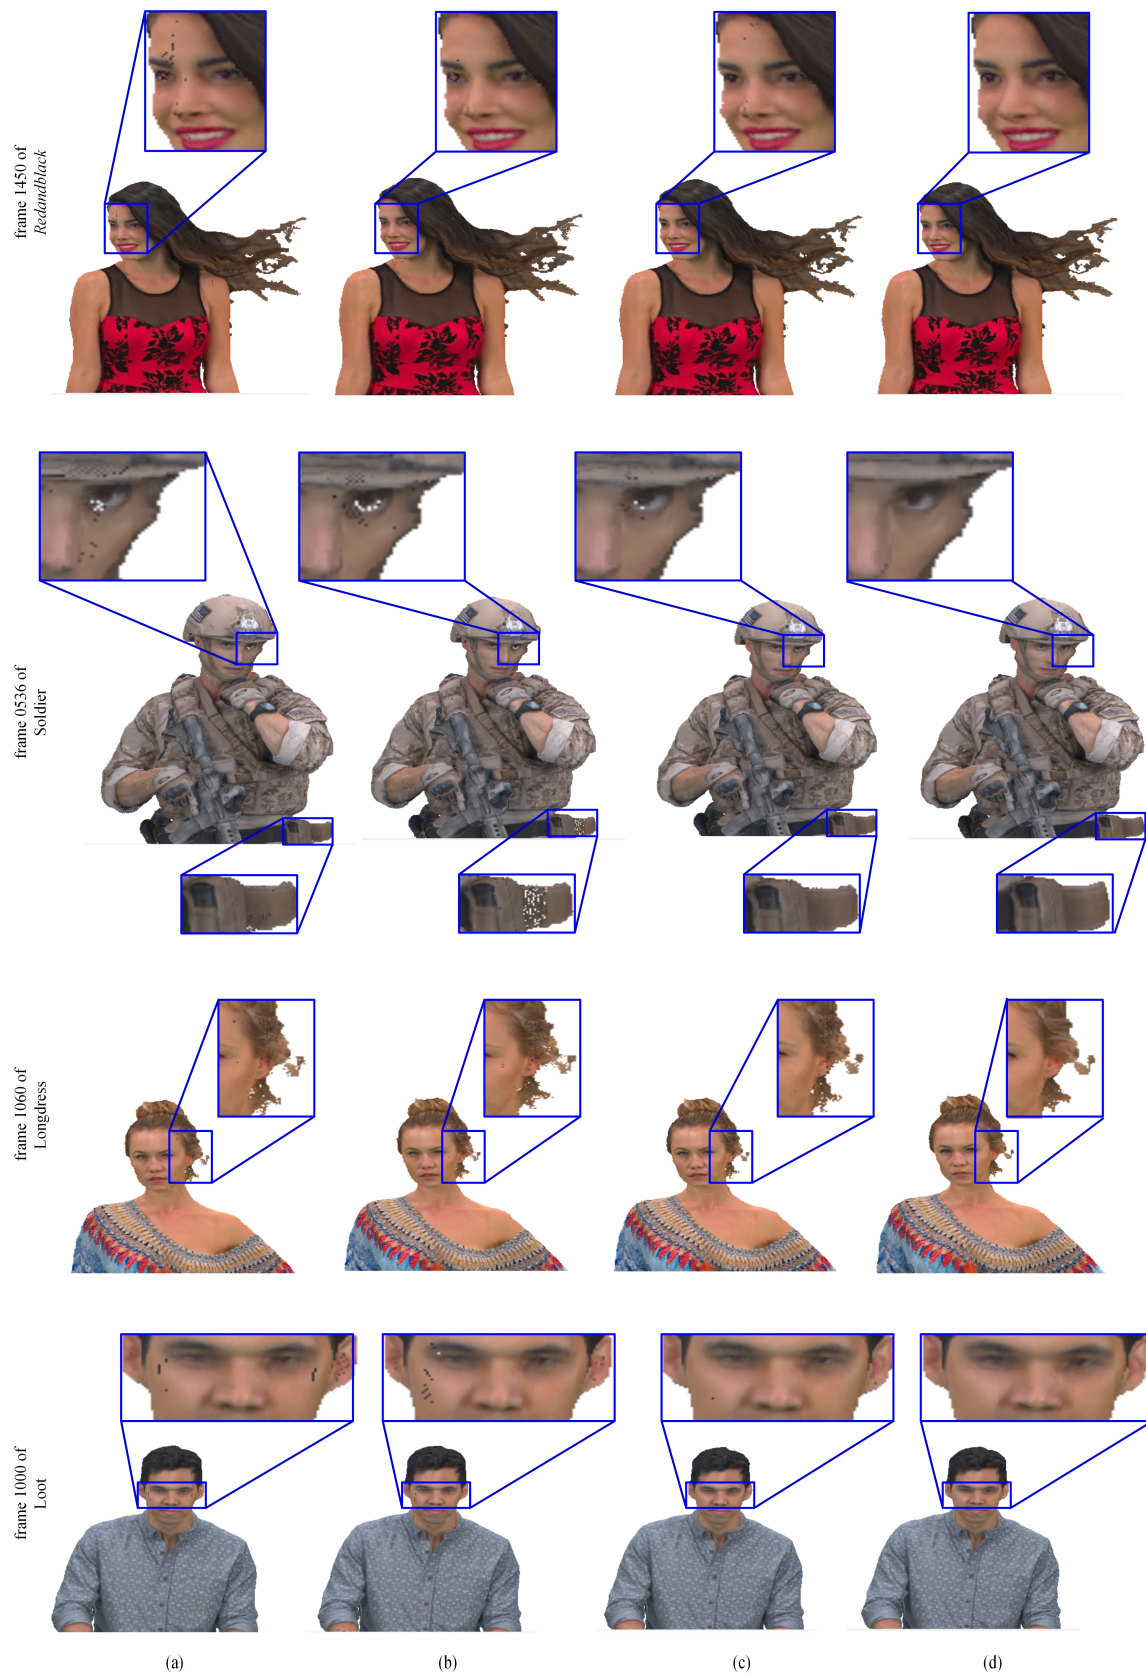 frame 1450 of
Redandblack
frame 0536 of
Soldier
frame 1060 of
Longdress
frame 1000 of
Loot
(a)
(b)
(c)
(d)